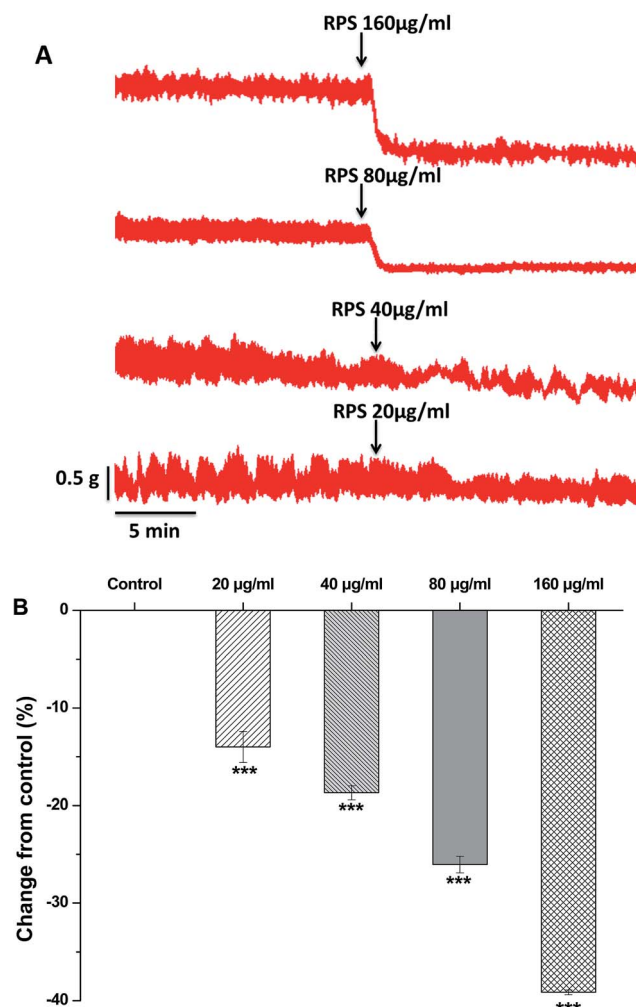 RPS 160µg/ml
A
RPS 80µg/ml
RPS 40µg/ml
RPS 20µg/ml
0.5 g
5 min
B
Control 20 µg/ml 40 µg/ml 80 µg/ml 160 µg/ml
0
-10
-20
-30
-40
Change from control (%)
***
***
***
***